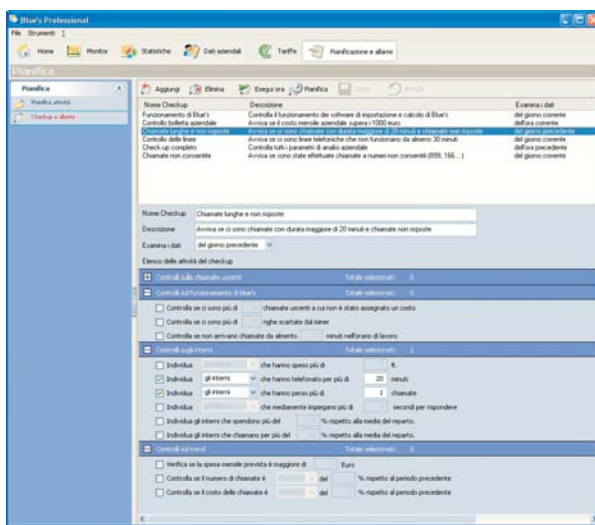 Blue's Professional
File Strumenti ?
Home Monitor Statistiche Dati aziendali Tariffe Pianificazione e allarmi
Pianifica
Pianifica
Pianifica attività
Checkup e allarmi
Aggiungi Elimina Esegui ora Pianifica Salva Annulla
Nome Checkup Descrizione Esamina i dati
Funzionamento di Blue's Controlla il funzionamento dei software di importazione e calcolo di Blue's del giorno corrente
Controllo bolletta aziendale Avvisa se il costo mensile aziendale supera i 1000 euro dell'ora corrente
Chiamate lunghe e non risposte Avvisa se ci sono chiamate con durata maggiore di 20 minuti e chiamate non risposte del giorno precedente
Controllo delle linee Avvisa se ci sono linee telefoniche che non funzionano da almeno 30 minuti del giorno corrente
Check up completo Controlla tutti i parametri di analisi aziendale dell'ora precedente
Chiamate non consentite Avvisa se sono state effettuate chiamate a numeri non consentiti (899, 166....) del giorno corrente
Nome Checkup Chiamate lunghe e non risposte
Descrizione Avvisa se ci sono chiamate con durata maggiore di 20 minuti e chiamate non risposte
Esamina i dati del giorno precedente
Elenco delle attività del checkup
Controlli sulle chiamate uscenti Totale selezionati: 0
Controlli sul funzionamento di blue's Totale selezionati: 0
Controlla se ci sono più di chiamate uscenti a cui non è stato assegnato un costo
Controlla se ci sono più di righe scartate dal miner
Controlla se non arrivano chiamate da almeno minuti nell'orario di lavoro
Controlli sugli interni Totale selezionati: 2
Individua che hanno speso più di €.
Individua gli interni che hanno telefonato per più di 20 minuti
Individua gli interni che hanno perso più di 1 chiamate
Individua che mediamente impiegano più di secondi per rispondere
Individua gli interni che spendono più del % rispetto alla media del reparto.
Individua gli interni che chiamano per più del % rispetto alla media del reparto.
Controlli sul trend Totale selezionati: 0
Verifica se la spesa mensile prevista è maggiore di Euro
Controlla se il numero di chiamate è del % rispetto al periodo precedente
Controlla se il costo delle chiamate è del % rispetto al periodo precedente